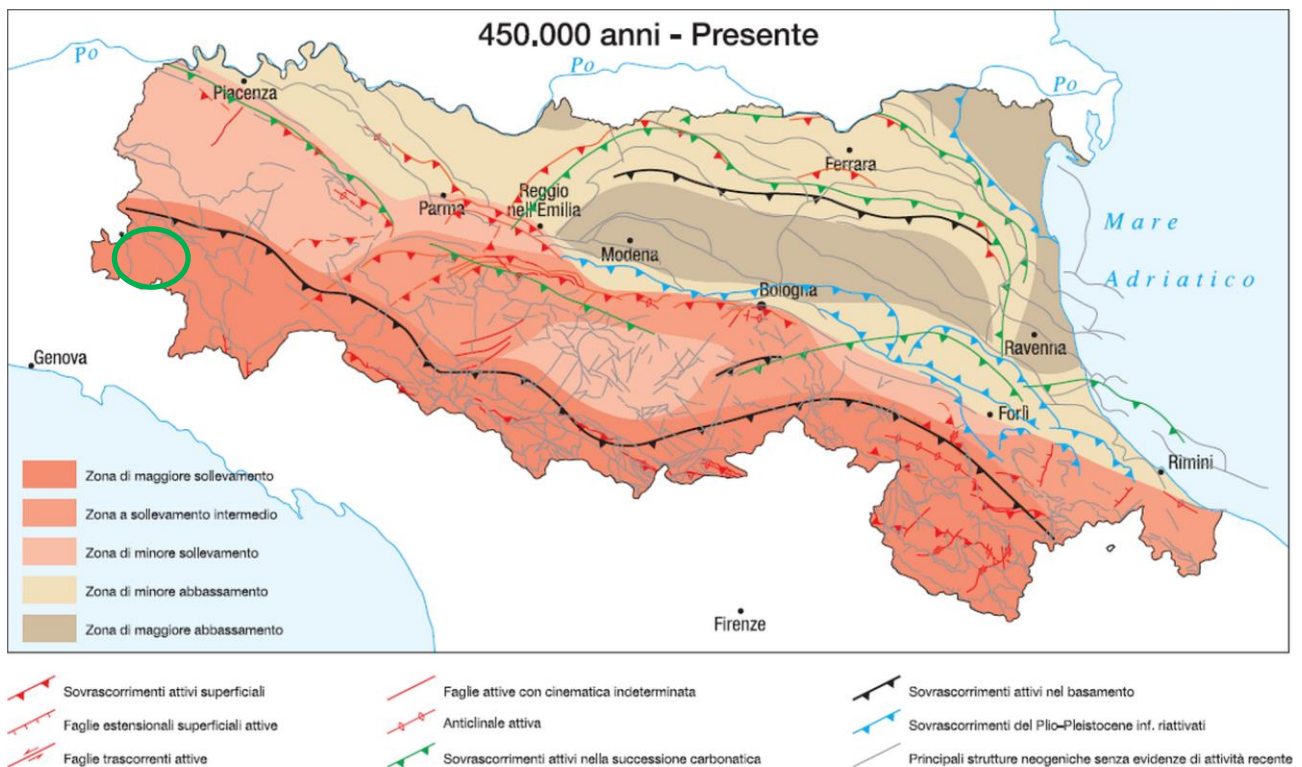 450.000 anni - Presente
Po
Po
Po
Piacenza
Parma
Reggio
nell'Emilia
Modena
Ferrara
Bologna
Ravenna
Forlì
Rimini
Genova
Firenze
Mare
Adriatico
Zona di maggiore sollevamento
Zona a sollevamento intermedio
Zona di minore sollevamento
Zona di minore abbassamento
Zona di maggiore abbassamento
Sovrascorrimenti attivi superficiali
Faglie estensionali superficiali attive
Faglie trascorrenti attive
Faglie attive con cinematica indeterminata
Anticlinale attiva
Sovrascorrimenti attivi nella successione carbonatica
Sovrascorrimenti attivi nel basamento
Sovrascorrimenti del Plio-Pleistocene inf. riattivati
Principali strutture neogeniche senza evidenze di attività recente